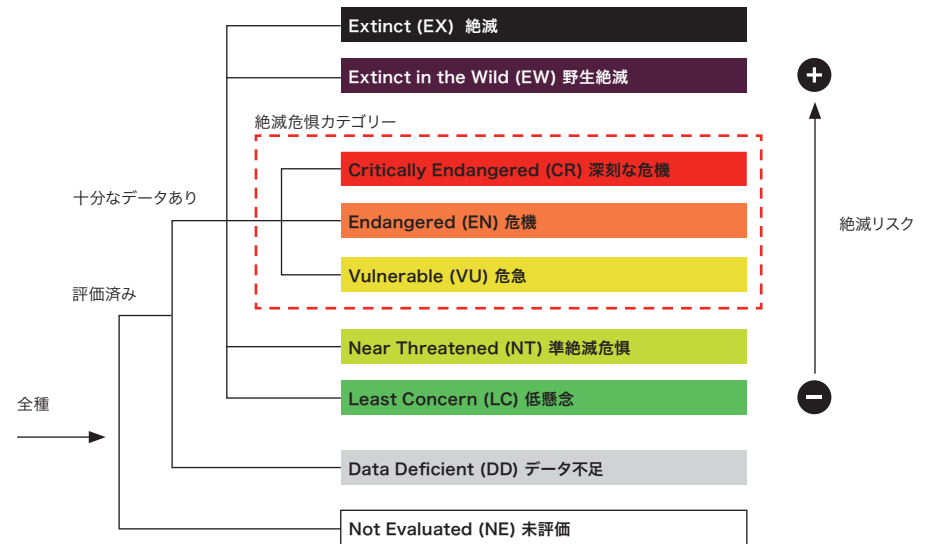 Extinct (EX) 絶滅
Extinct in the Wild (EW) 野生絶滅
絶滅危惧カテゴリー
Critically Endangered (CR) 深刻な危機
十分なデータあり
Endangered (EN) 危機
絶滅リスク
Vulnerable (VU) 危急
評価済み
Near Threatened (NT) 準絶滅危惧
Least Concern (LC) 低懸念
全種
Data Deficient (DD) データ不足
Not Evaluated (NE) 未評価